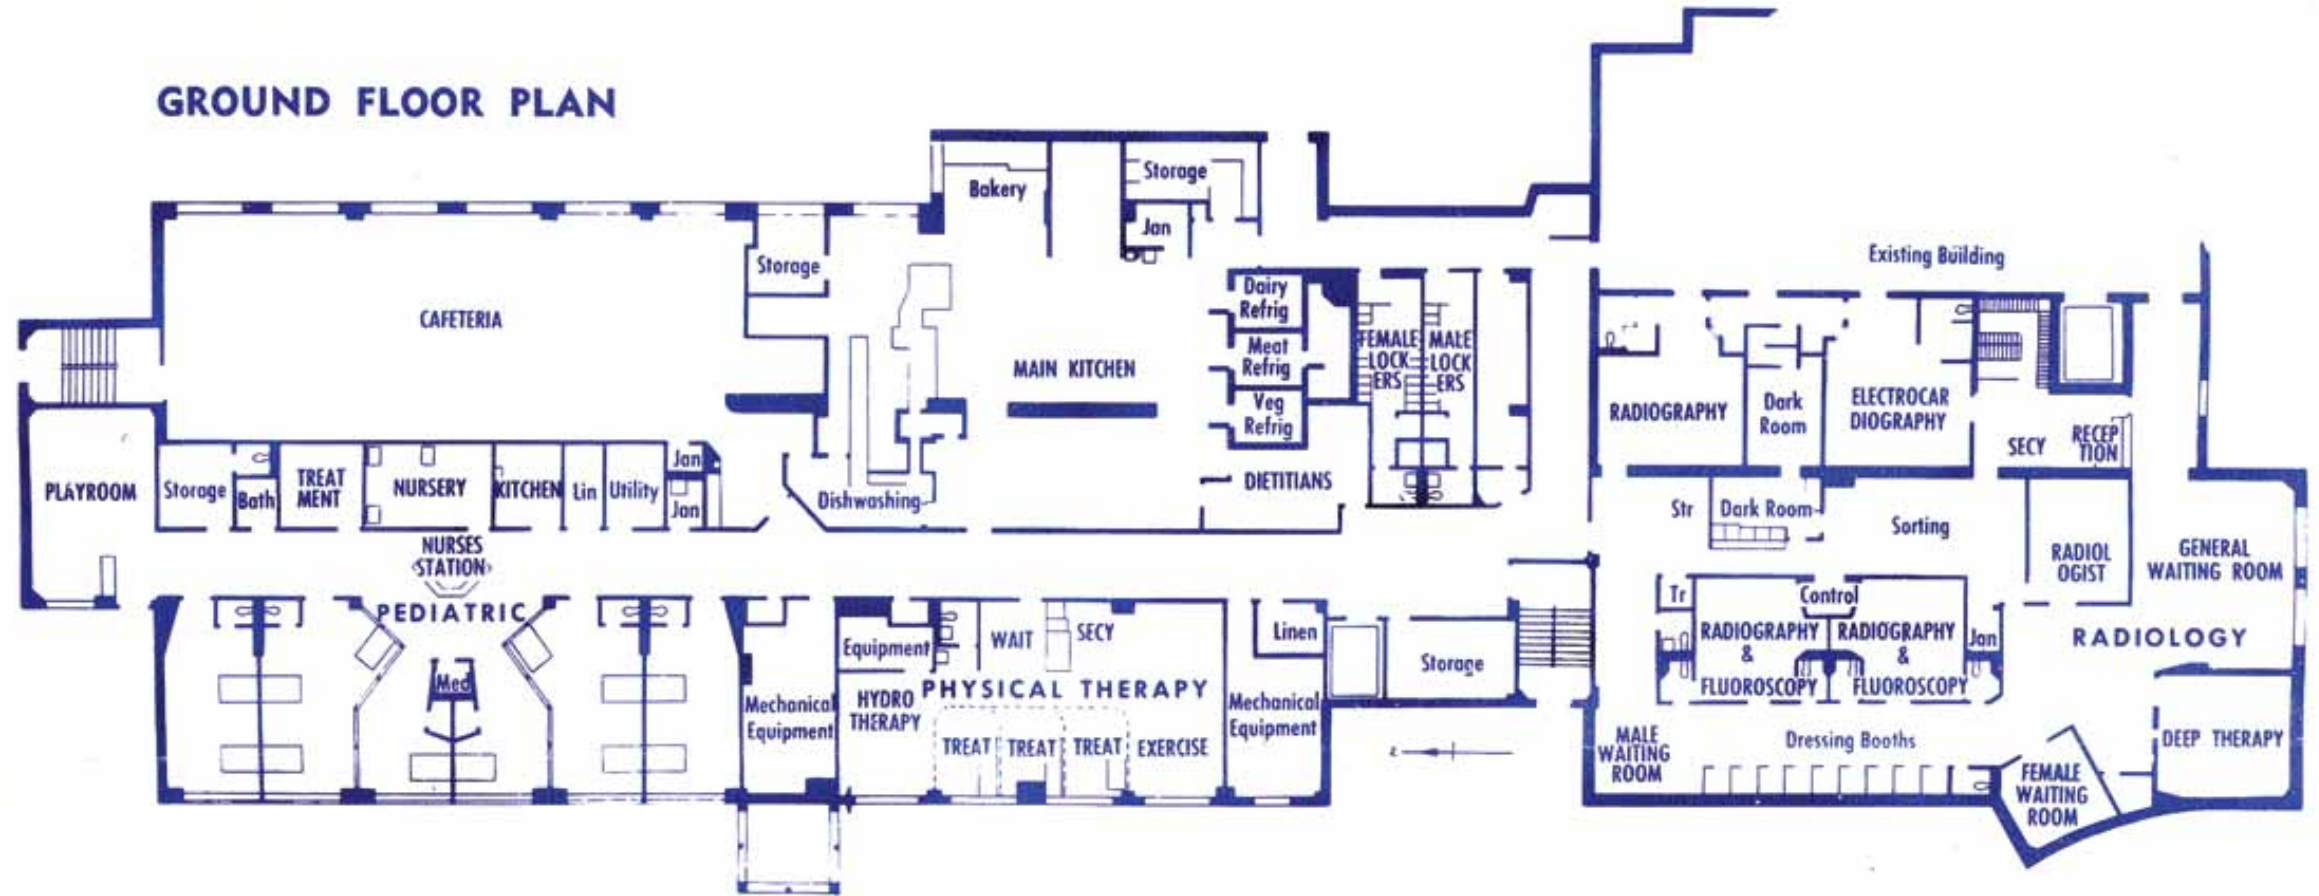 GROUND FLOOR PLAN
Bakery
Storage
Jan
Storage
CAFETERIA
MAIN KITCHEN
Dairy
Refrig
Meat
Refrig
Veg
Refrig
FEMALE
LOCK
ERS
MALE
LOCK
ERS
DIETITIANS
Dishwashing
Existing Building
RADIOGRAPHY
Dark
Room
ELECTROCAR
DIOGRAPHY
SECY
RECEP
TION
PLAYROOM
Storage
Bath
TREAT
MENT
NURSERY
KITCHEN
Lin
Utility
Jan
Jan
NURSES
STATION
PEDIATRIC
Med
Mechanical
Equipment
Equipment
HYDRO
THERAPY
WAIT
SECY
PHYSICAL THERAPY
TREAT
TREAT
TREAT
EXERCISE
Linen
Mechanical
Equipment
Storage
Str
Dark Room
Sorting
RADIOL
OGIST
GENERAL
WAITING ROOM
Tr
Control
RADIOGRAPHY
&
FLUOROSCOPY
RADIOGRAPHY
&
FLUOROSCOPY
Jan
RADIOLOGY
MALE
WAITING
ROOM
Dressing Booths
FEMALE
WAITING
ROOM
DEEP THERAPY